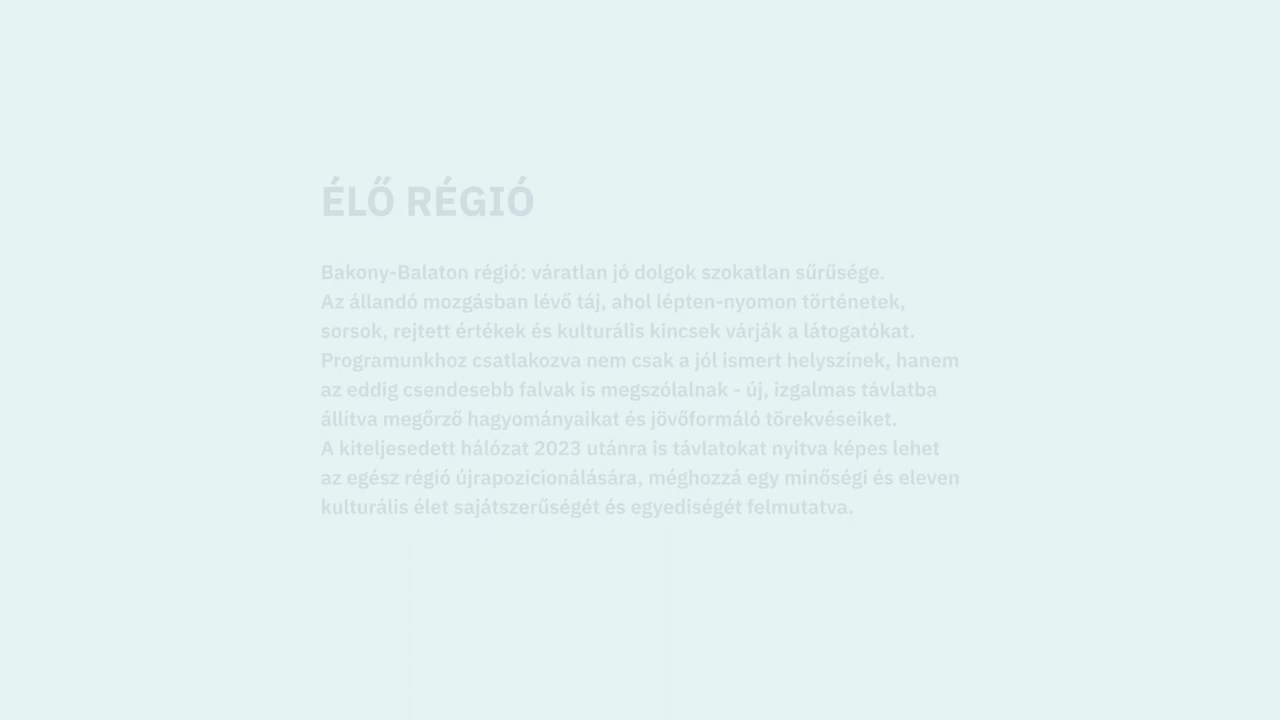 ÉLŐ RÉGIÓ
Bakony-Balaton régió: váratlan jó dolgok szokatlan sűrűsége.
Az állandó mozgásban lévő táj, ahol lépten-nyomon történetek,
sorsok, rejtett értékek és kulturális kincsek várják a látogatókat.
Programunkhoz csatlakozva nem csak a jól ismert helyszínek, hanem
az eddig csendesebb falvak is megszólalnak - új, izgalmas távlatba
állítva megőrző hagyományaikat és jövőformáló törekvéseiket.
A kiteljesedett hálózat 2023 utánra is távlatokat nyitva képes lehet
az egész régió újrapozicionálására, méghozzá egy minőségi és eleven
kulturális élet sajátszerűségét és egyediségét felmutatva.